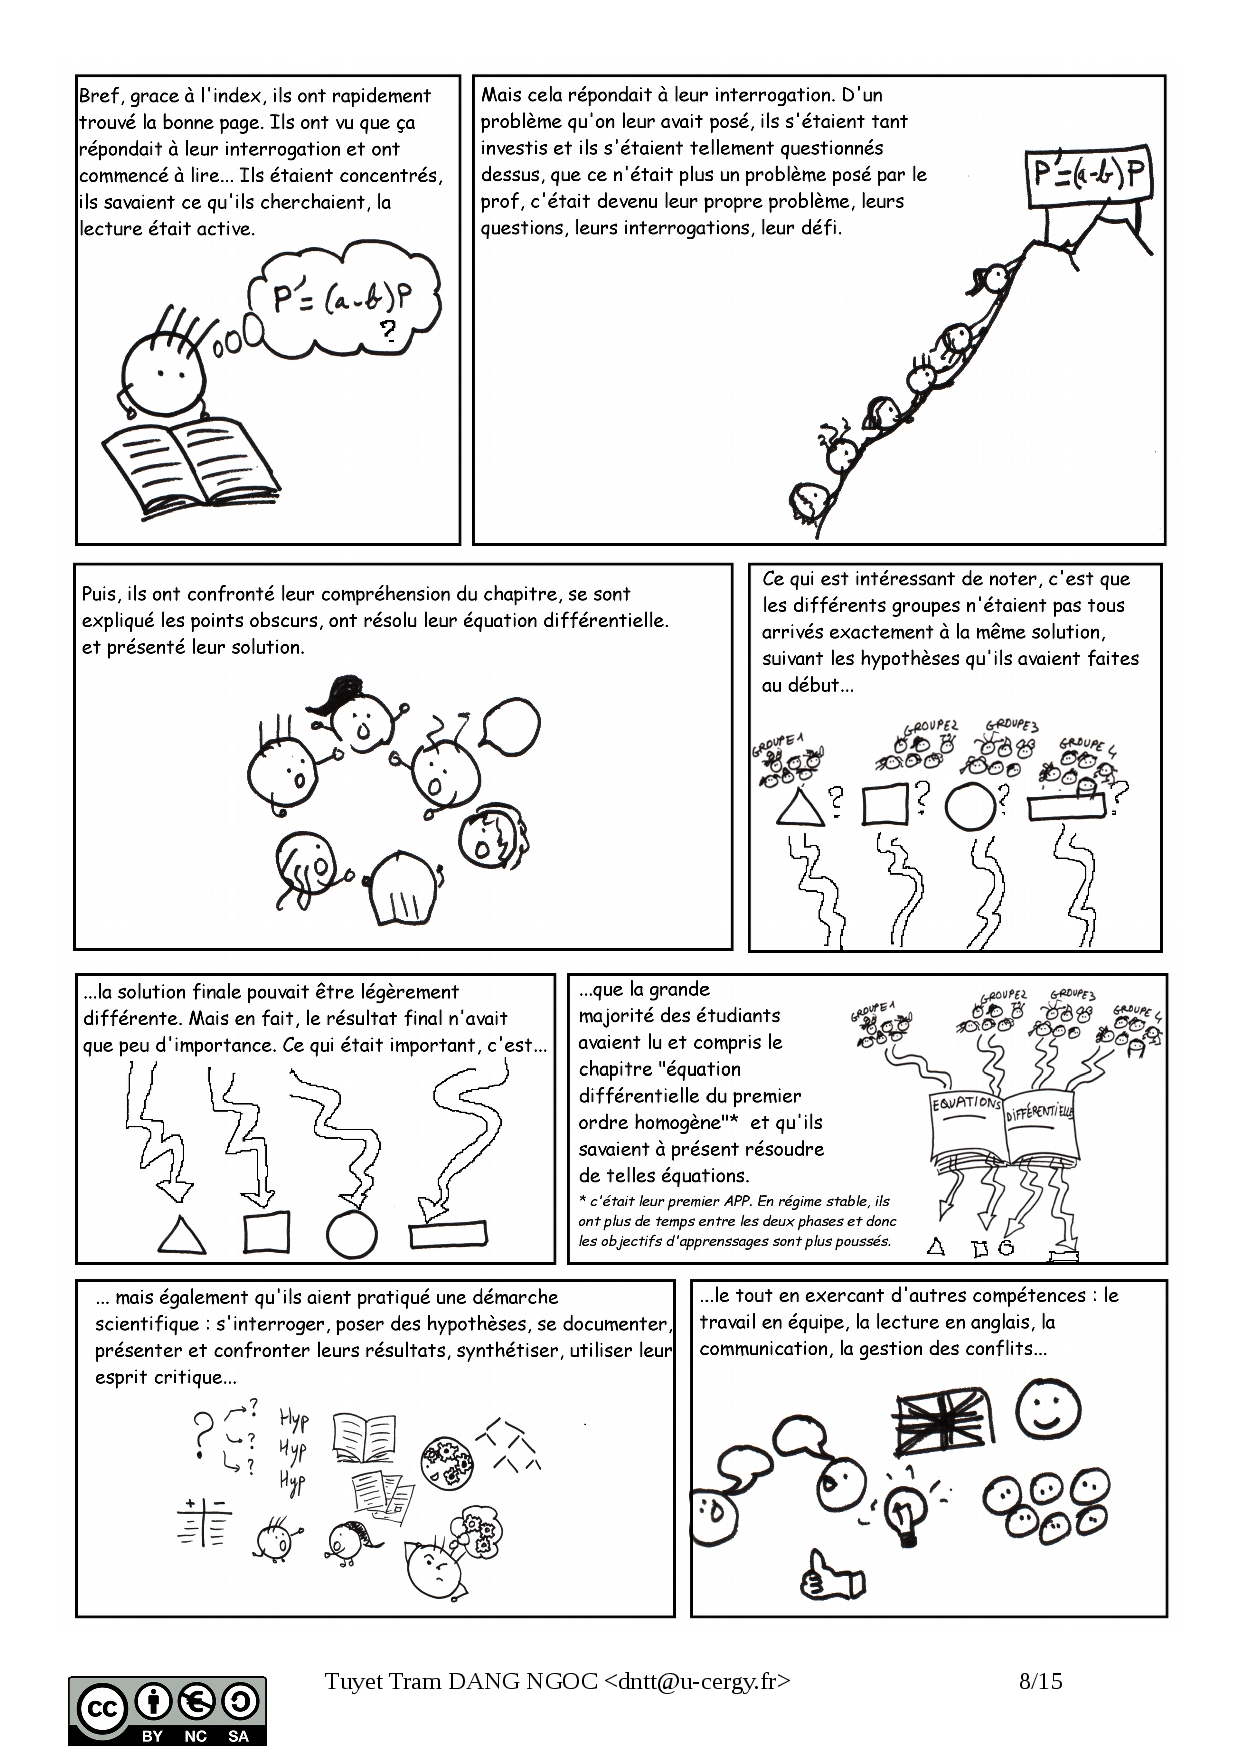 Bref, grace à l'index, ils ont rapidement
trouvé la bonne page. Ils ont vu que ça
répondait à leur interrogation et ont
commencé à lire... Ils étaient concentrés,
ils savaient ce qu'ils cherchaient, la
lecture était active.
P'=(a-b)P
?
Mais cela répondait à leur interrogation. D'un
problème qu'on leur avait posé, ils s'étaient tant
investis et ils s'étaient tellement questionnés
dessus, que ce n'était plus un problème posé par le
prof, c'était devenu leur propre problème, leurs
questions, leurs interrogations, leur défi.
P'=(a-b)P
Puis, ils ont confronté leur compréhension du chapitre, se sont
expliqué les points obscurs, ont résolu leur équation différentielle.
et présenté leur solution.
Ce qui est intéressant de noter, c'est que
les différents groupes n'étaient pas tous
arrivés exactement à la même solution,
suivant les hypothèses qu'ils avaient faites
au début...
GROUPE 1
GROUPE2
GROUPE3
GROUPE 4
? ? ? ?
...la solution finale pouvait être légèrement
différente. Mais en fait, le résultat final n'avait
que peu d'importance. Ce qui était important, c'est...
...que la grande
majorité des étudiants
avaient lu et compris le
chapitre "équation
différentielle du premier
ordre homogène"* et qu'ils
savaient à présent résoudre
de telles équations.
* c'était leur premier APP. En régime stable, ils
ont plus de temps entre les deux phases et donc
les objectifs d'apprenssages sont plus poussés.
GROUPE 1
GROUPE2
GROUPE3
GROUPE 4
EQUATIONS
DIFFÉRENTIELLE
... mais également qu'ils aient pratiqué une démarche
scientifique : s'interroger, poser des hypothèses, se documenter,
présenter et confronter leurs résultats, synthétiser, utiliser leur
esprit critique...
? ? ? ?
Hyp
Hyp
Hyp
+ -
...le tout en exercant d'autres compétences : le
travail en équipe, la lecture en anglais, la
communication, la gestion des conflits...
Tuyet Tram DANG NGOC <dntt@u-cergy.fr>
8/15
cc
BY NC SA